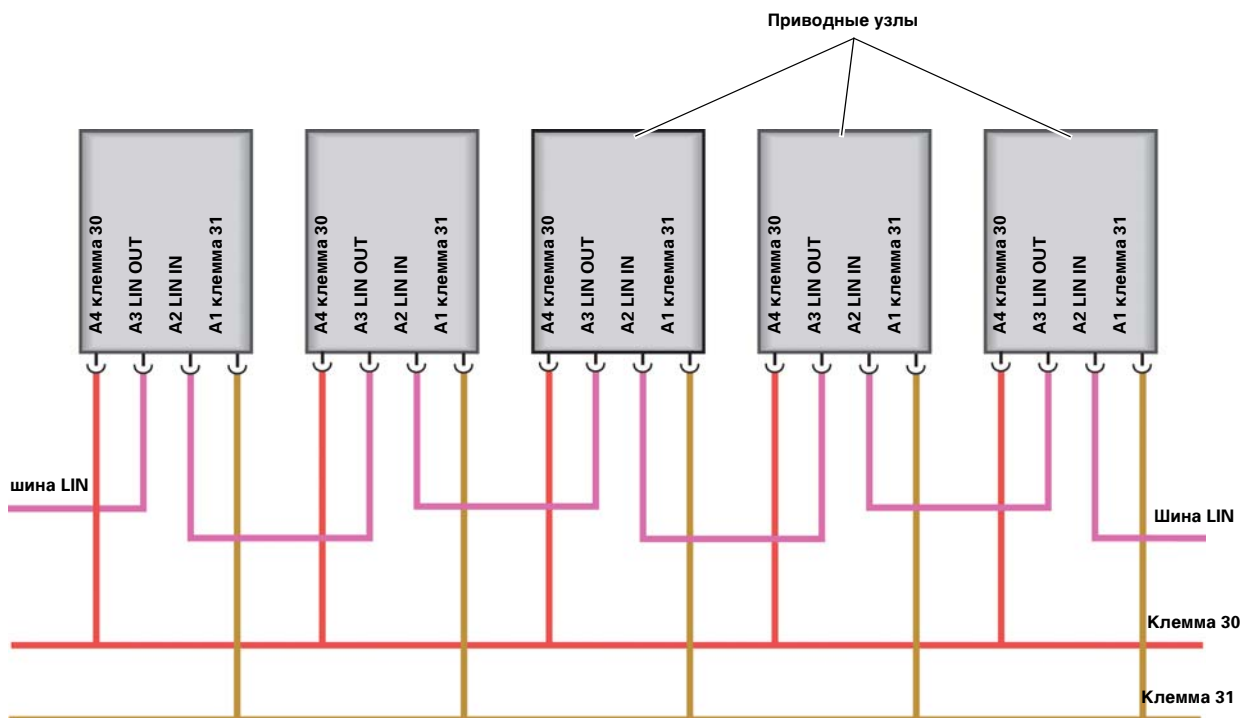 Приводные узлы
A4 клемма 30
A3 LIN OUT
A2 LIN IN
A1 клемма 31
A4 клемма 30
A3 LIN OUT
A2 LIN IN
A1 клемма 31
A4 клемма 30
A3 LIN OUT
A2 LIN IN
A1 клемма 31
A4 клемма 30
A3 LIN OUT
A2 LIN IN
A1 клемма 31
A4 клемма 30
A3 LIN OUT
A2 LIN IN
A1 клемма 31
шина LIN
Шина LIN
Клемма 30
Клемма 31